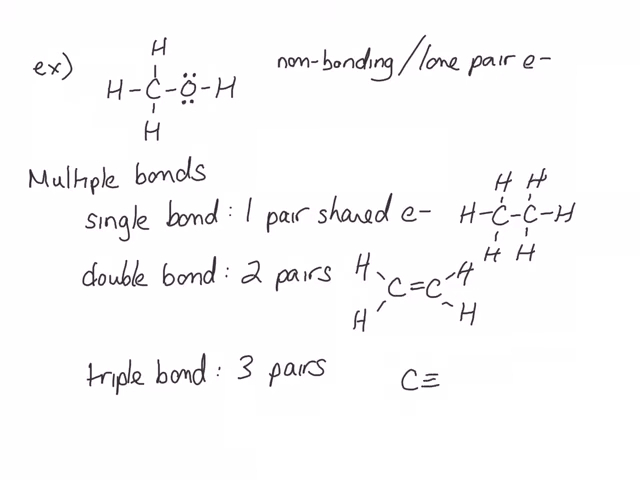 ex)
H
H-C-Ö-H
H
non-bonding/lone pair e-
Multiple bonds
single bond: 1 pair shared e-
H H
H-C-C-H
H H
double bond: 2 pairs
H H
C=C
H H
triple bond: 3 pairs
C≡